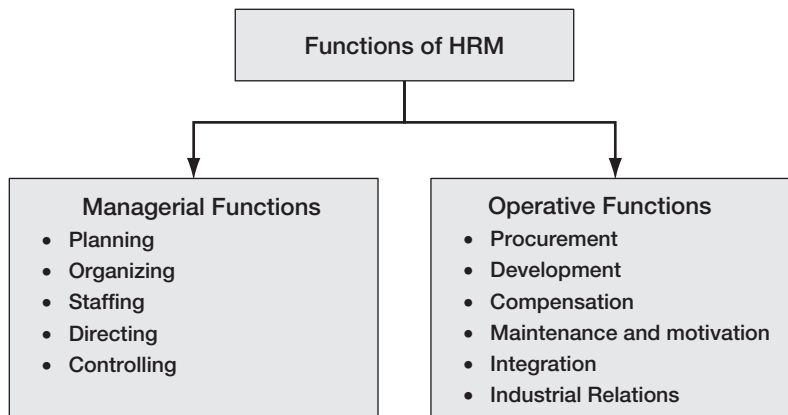 Functions of HRM
Managerial Functions
• Planning
• Organizing
• Staffing
• Directing
• Controlling
Operative Functions
• Procurement
• Development
• Compensation
• Maintenance and motivation
• Integration
• Industrial Relations